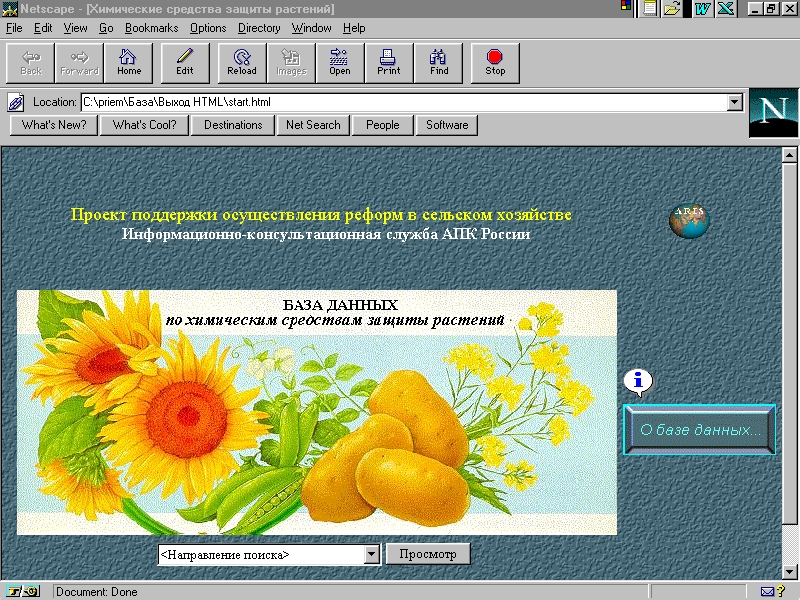 Netscape - [Химические средства защиты растений]
File Edit View Go Bookmarks Options Directory Window Help
Back Forward Home Edit Reload Images Open Print Find Stop
Location: C:\priem\База\Выход HTML\start.html
N
What's New? What's Cool? Destinations Net Search People Software
Проект поддержки осуществления реформ в сельском хозяйстве
ARIS
Информационно-консультационная служба АПК России
БАЗА ДАННЫХ
по химическим средствам защиты растений
О базе данных...
<Направление поиска> Просмотр
Document: Done